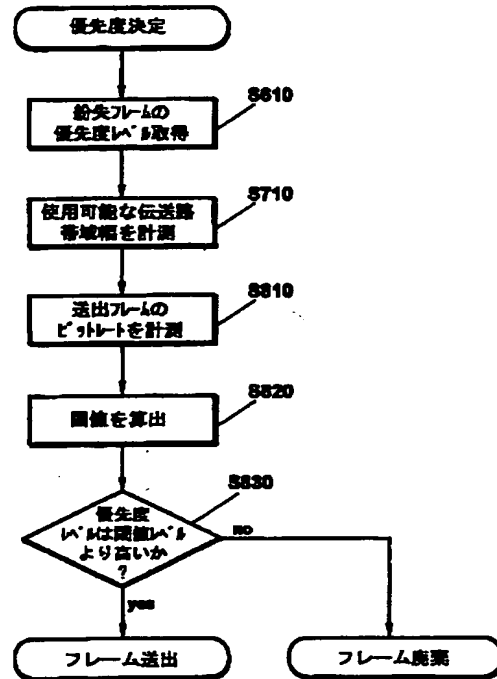 優先度決定
S610
紛失フレームの
優先度レベル取得
S710
使用可能な伝送路
帯域幅を計測
S810
送出フレームの
ビットレートを計測
S820
閾値を算出
S830
優先度
レベルは閾値レベル
より高いか
?
no
yes
フレーム送出
フレーム廃棄